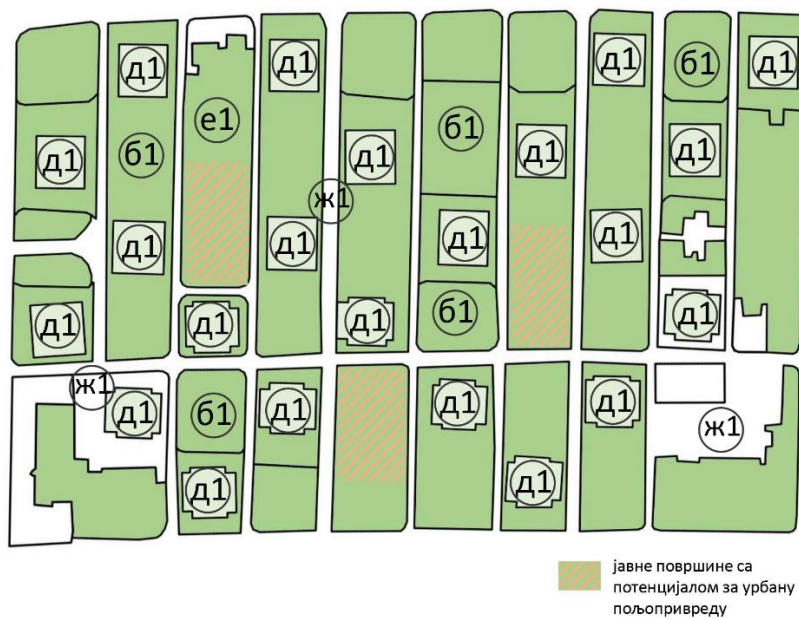 д1
д1
д1
б1
д1
е1
б1
д1
б1
д1
д1
д1
ж1
д1
д1
д1
д1
д1
д1
д1
б1
д1
ж1
д1
б1
д1
д1
д1
ж1
д1
д1
јавне површине са
потенцијалом за урбану
пољопривреду